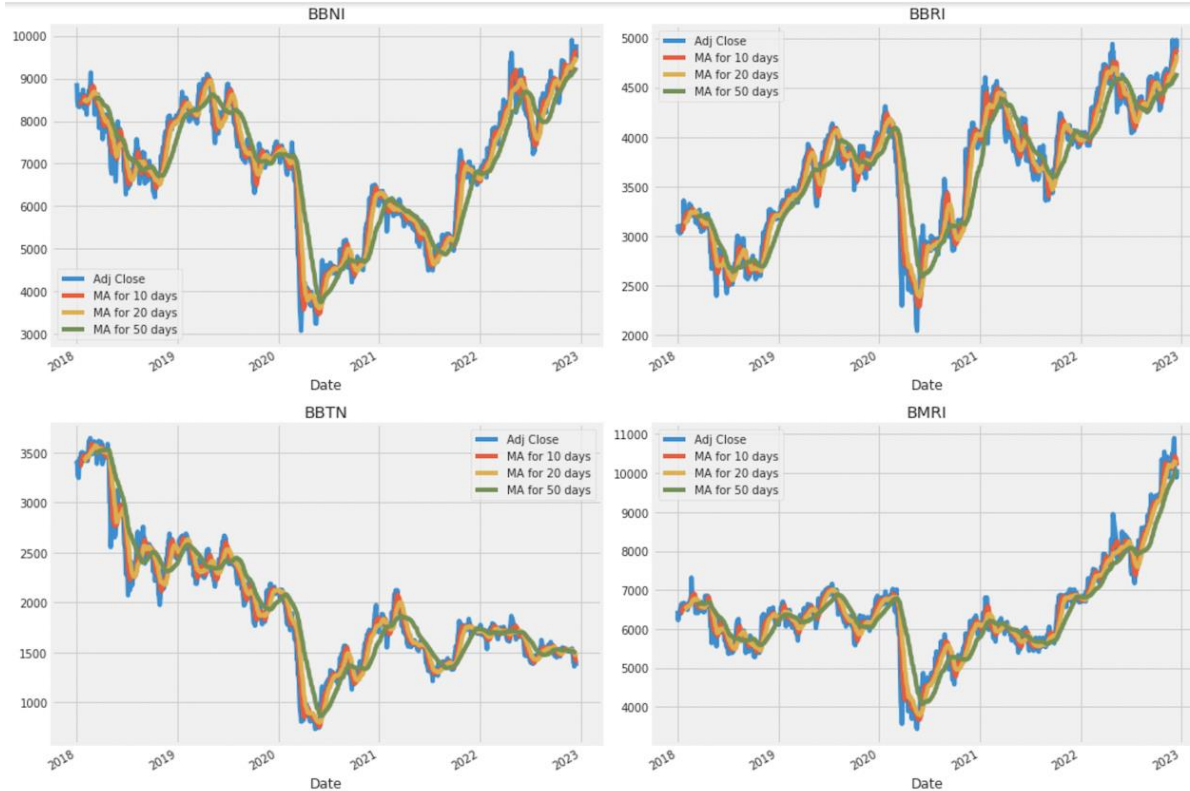 BBNI
10000
9000
8000
7000
6000
5000
4000
3000
Adj Close
MA for 10 days
MA for 20 days
MA for 50 days
2018
2019
2020
2021
2022
2023
Date
BBRI
5000
4500
4000
3500
3000
2500
2000
Adj Close
MA for 10 days
MA for 20 days
MA for 50 days
2018
2019
2020
2021
2022
2023
Date
BBTN
3500
3000
2500
2000
1500
1000
Adj Close
MA for 10 days
MA for 20 days
MA for 50 days
2018
2019
2020
2021
2022
2023
Date
BMRI
11000
10000
9000
8000
7000
6000
5000
4000
Adj Close
MA for 10 days
MA for 20 days
MA for 50 days
2018
2019
2020
2021
2022
2023
Date